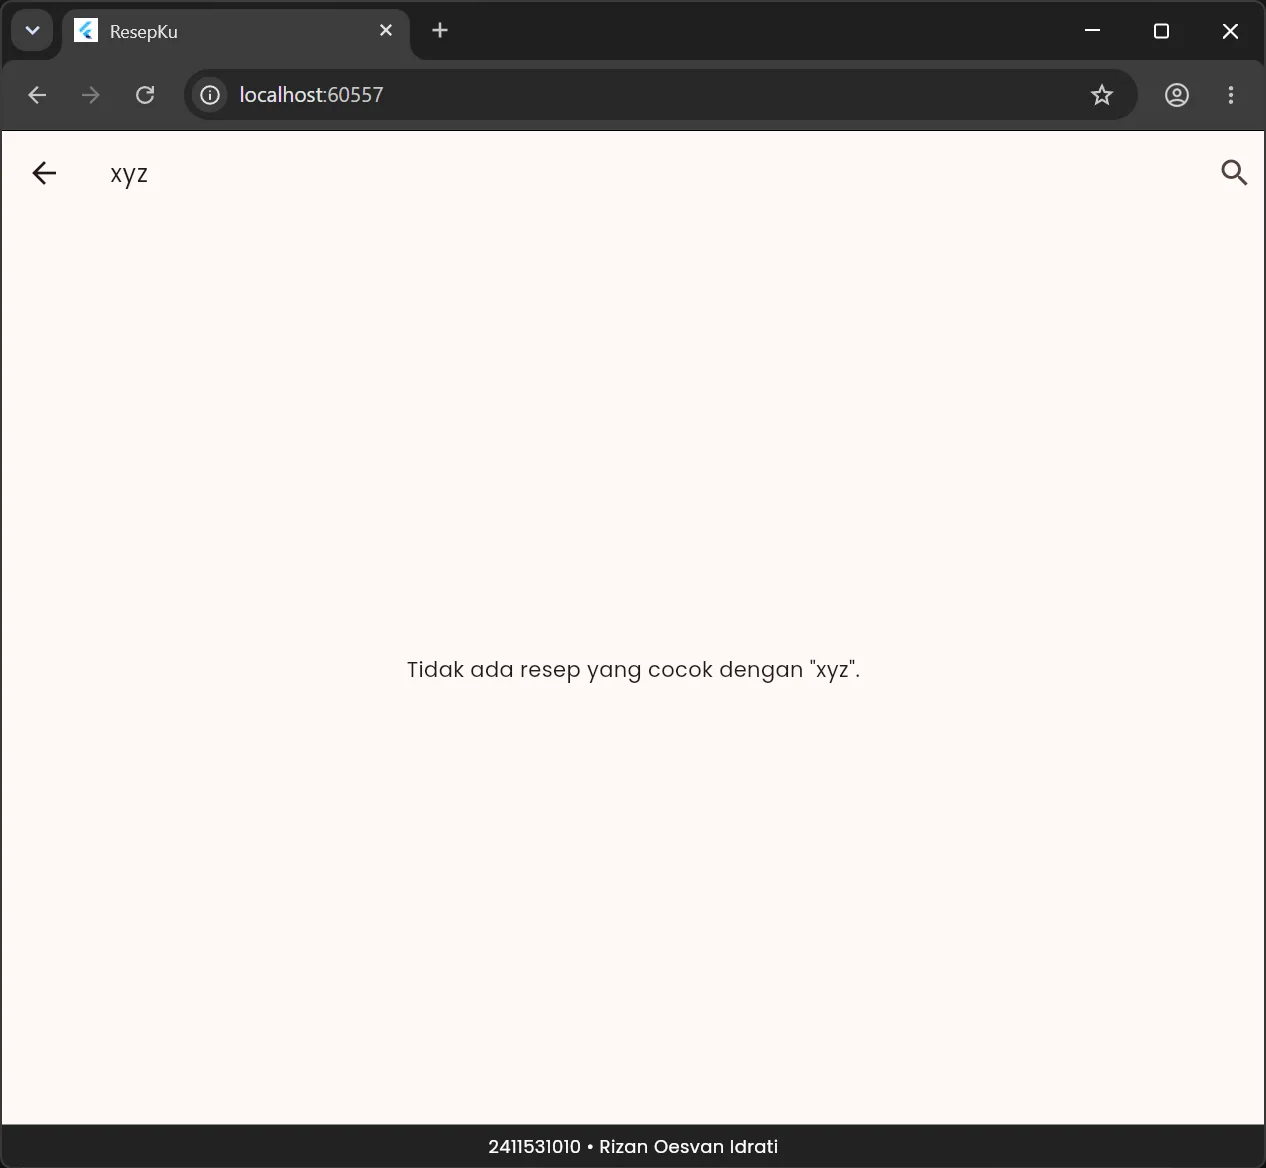 ResepKu
localhost:60557
xyz
Tidak ada resep yang cocok dengan "xyz".
2411531010 • Rizan Oesvan Idrati